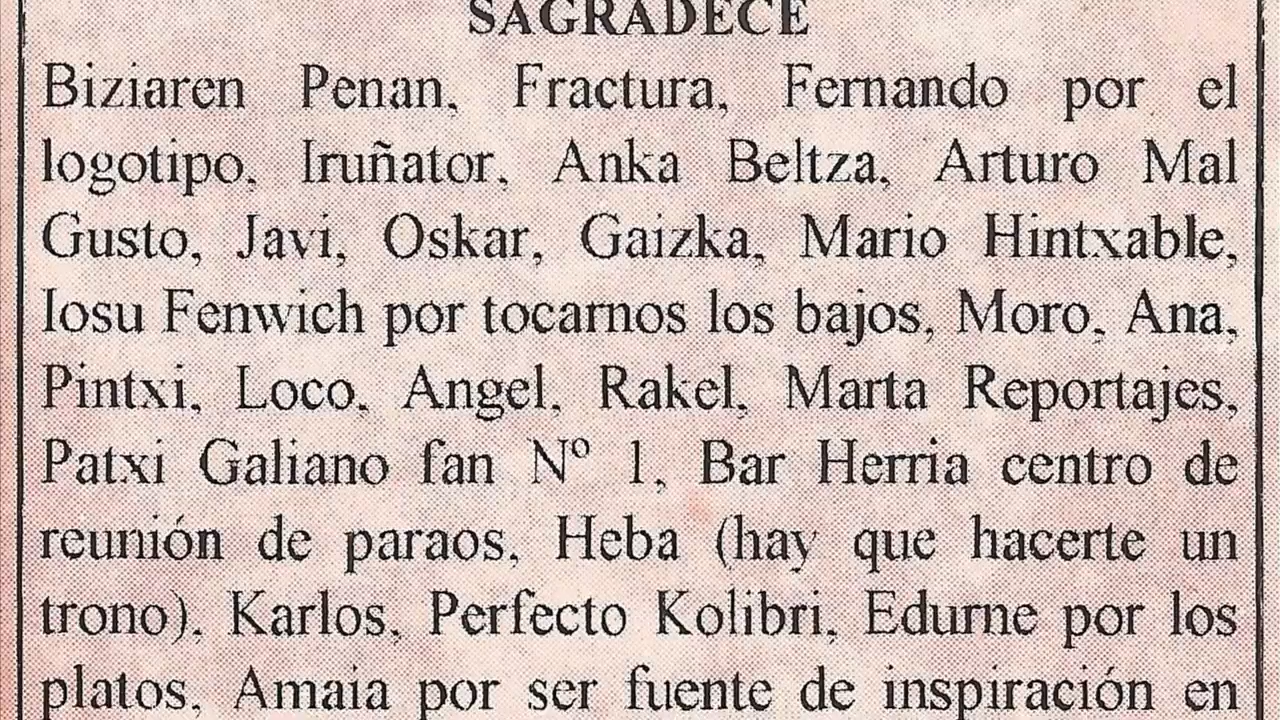 SAGRADECE
Biziaren Penan, Fractura, Fernando por el
logotipo, Iruñator, Anka Beltza, Arturo Mal
Gusto, Javi, Oskar, Gaizka, Mario Hintxable,
Iosu Fenwich por tocarnos los bajos, Moro, Ana,
Pintxi, Loco, Angel, Rakel, Marta Reportajes,
Patxi Galiano fan Nº 1, Bar Herria centro de
reunión de paraos, Heba (hay que hacerte un
trono), Karlos, Perfecto Kolibri, Edurne por los
platos, Amaia por ser fuente de inspiración en